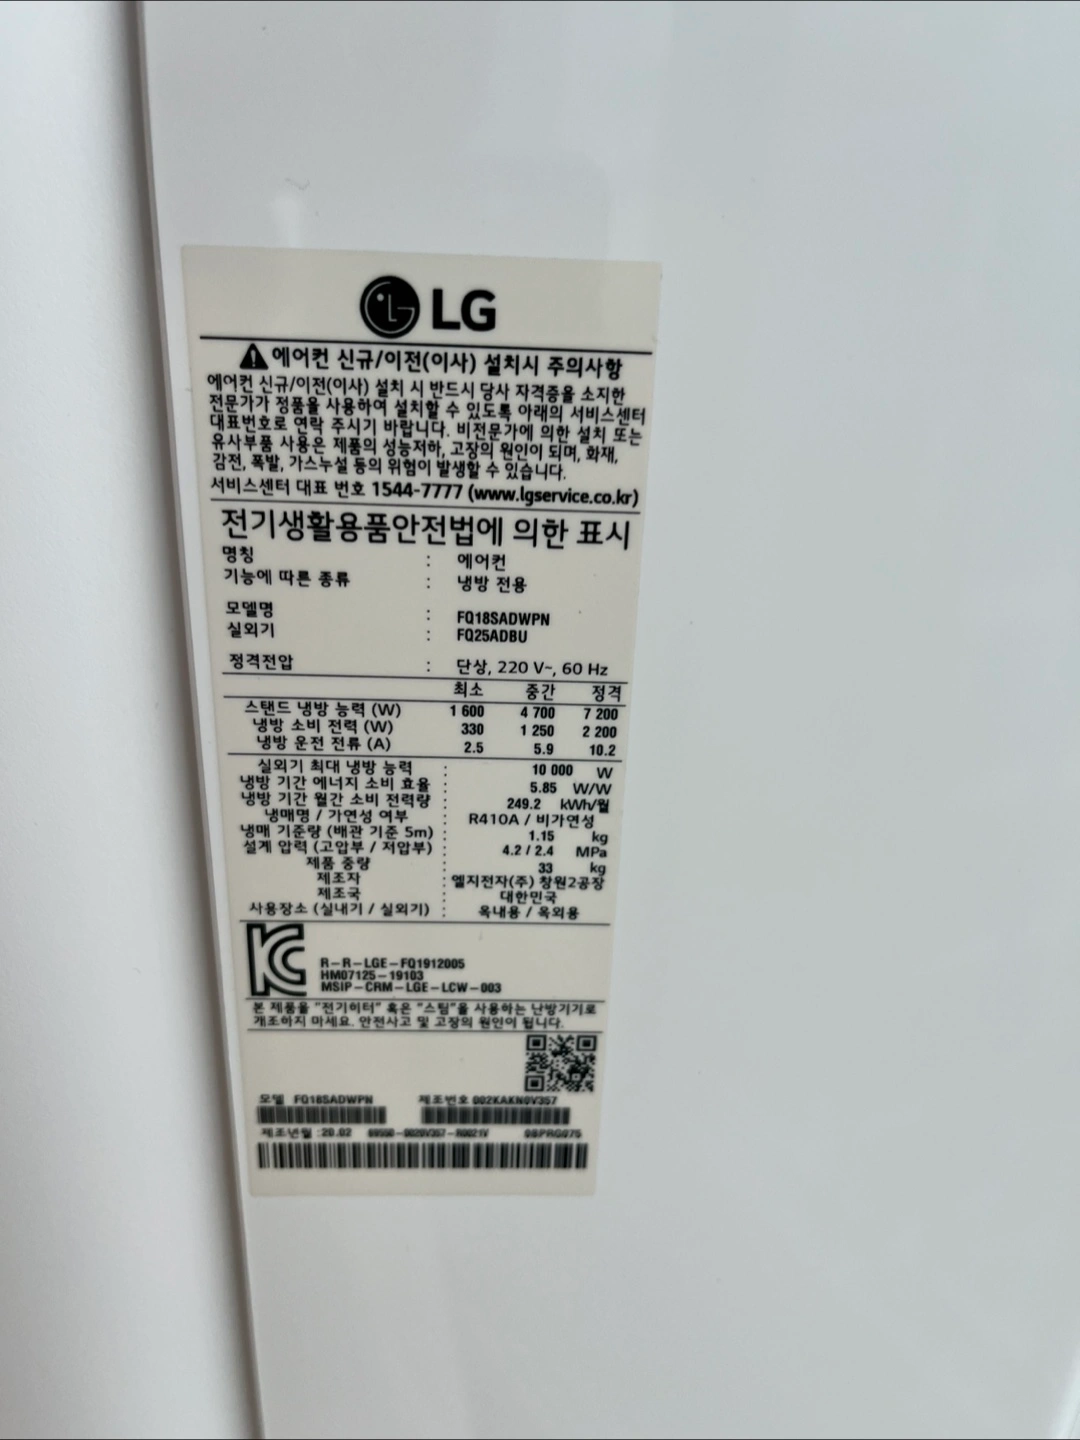 LG
에어컨 신규/이전(이사) 설치시 주의사항
에어컨 신규/이전(이사) 설치 시 반드시 당사 자격증을 소지한
전문가가 정품을 사용하여 설치할 수 있도록 아래의 서비스센터
대표번호로 연락 주시기 바랍니다. 비전문가에 의한 설치 또는
유사부품 사용은 제품의 성능저하, 고장의 원인이 되며, 화재,
감전, 폭발, 가스누설 등의 위험이 발생할 수 있습니다.
서비스센터 대표 번호 1544-7777 (www.lgservice.co.kr)
전기생활용품안전법에 의한 표시
명칭 : 에어컨
기능에 따른 종류 : 냉방 전용
모델명 : FQ18SADWPN
실외기 : FQ25ADBU
정격전압 : 단상, 220 V~, 60 Hz
최소 중간 정격
스탠드 냉방 능력 (W) 1 600 4 700 7 200
냉방 소비 전력 (W) 330 1 250 2 200
냉방 운전 전류 (A) 2.5 5.9 10.2
실외기 최대 냉방 능력 : 10 000 W
냉방 기간 에너지 소비 효율 : 5.85 W/W
냉방 기간 월간 소비 전력량 : 249.2 kWh/월
냉매명 / 가연성 여부 : R410A / 비가연성
냉매 기준량 (배관 기준 5m) : 1.15 kg
설계 압력 (고압부 / 저압부) : 4.2 / 2.4 MPa
제품 중량 : 33 kg
제조자 : 엘지전자(주) 창원2공장
제조국 : 대한민국
사용장소 (실내기 / 실외기) : 옥내용 / 옥외용
R-R-LGE-FQ1912005
HM07125-19103
MSIP-CRM-LGE-LCW-003
본 제품을 "전기히터" 혹은 "스팀"을 사용하는 난방기기로
개조하지 마세요. 안전사고 및 고장의 원인이 됩니다.
모델 FQ18SADWPN 제조번호 002KAKN0V357
제조년월 :20.02